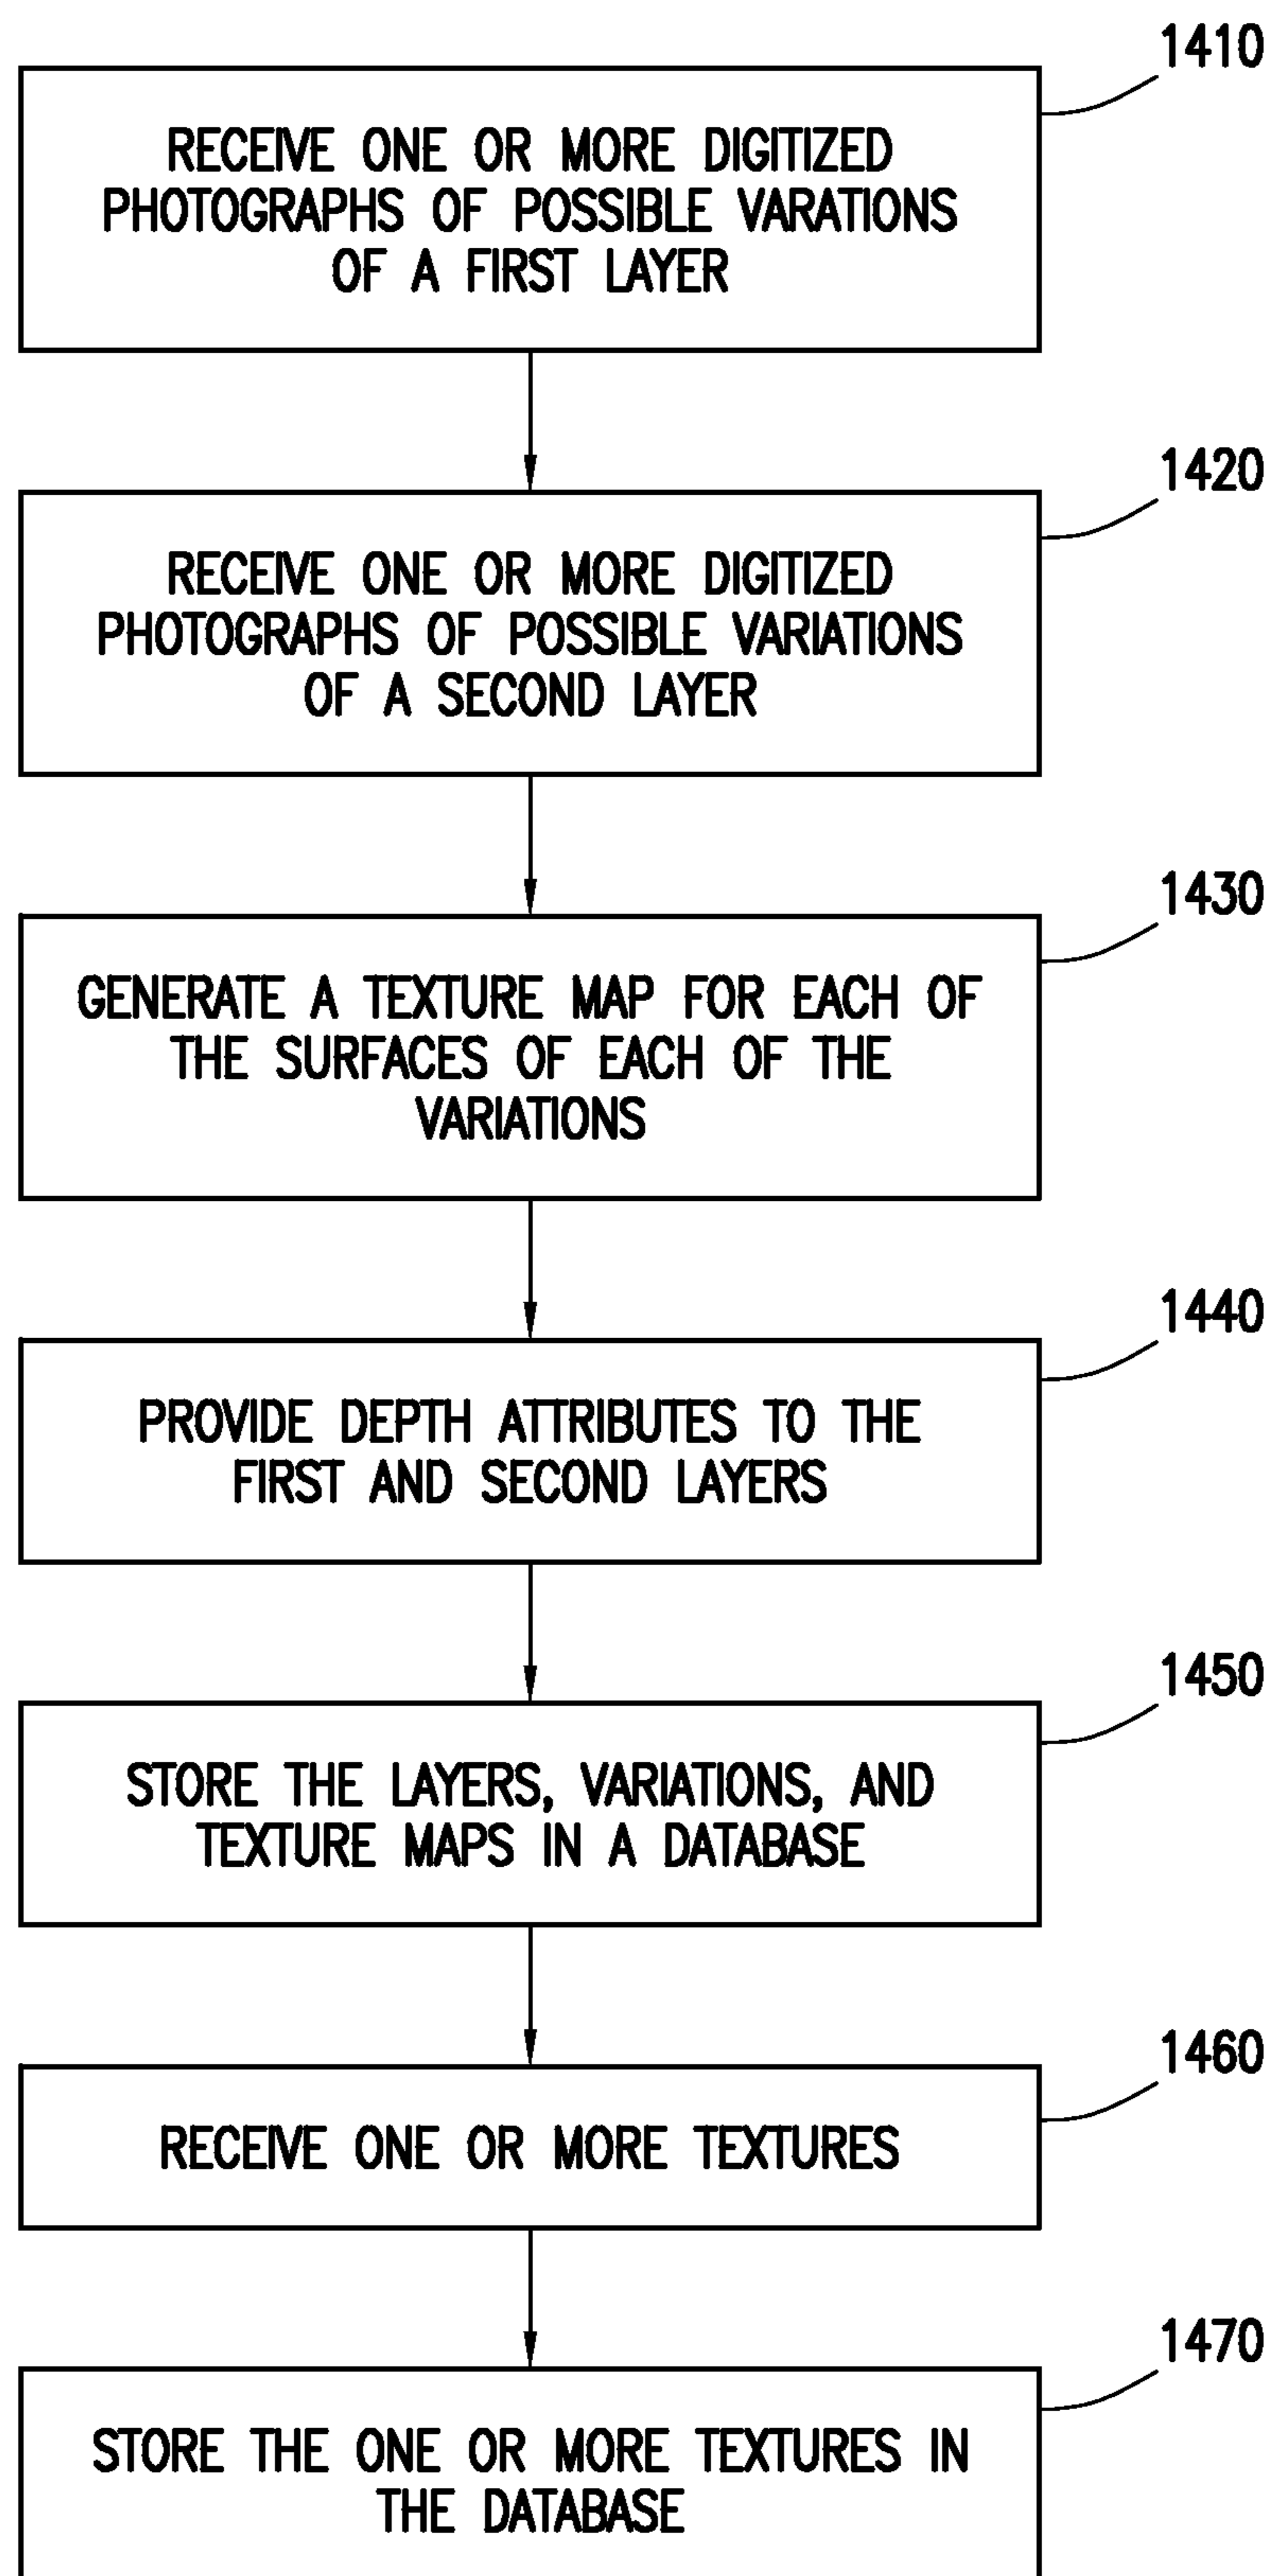 1410
RECEIVE ONE OR MORE DIGITIZED
PHOTOGRAPHS OF POSSIBLE VARATIONS
OF A FIRST LAYER
1420
RECEIVE ONE OR MORE DIGITIZED
PHOTOGRAPHS OF POSSIBLE VARIATIONS
OF A SECOND LAYER
1430
GENERATE A TEXTURE MAP FOR EACH OF
THE SURFACES OF EACH OF THE
VARIATIONS
1440
PROVIDE DEPTH ATTRIBUTES TO THE
FIRST AND SECOND LAYERS
1450
STORE THE LAYERS, VARIATIONS, AND
TEXTURE MAPS IN A DATABASE
1460
RECEIVE ONE OR MORE TEXTURES
1470
STORE THE ONE OR MORE TEXTURES IN
THE DATABASE